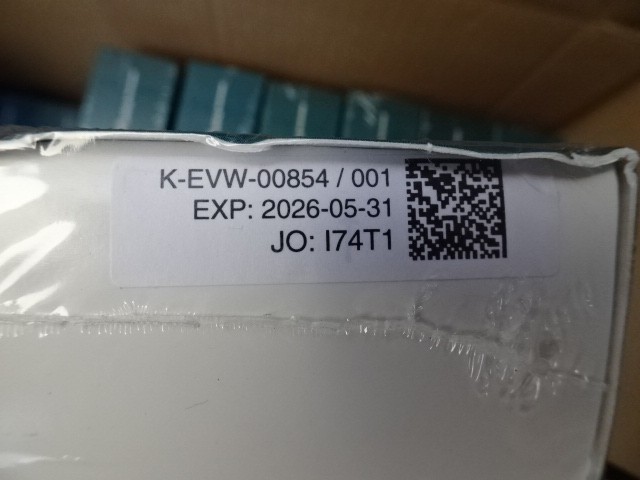 K-EVW-00854 / 001
EXP: 2026-05-31
JO: I74T1